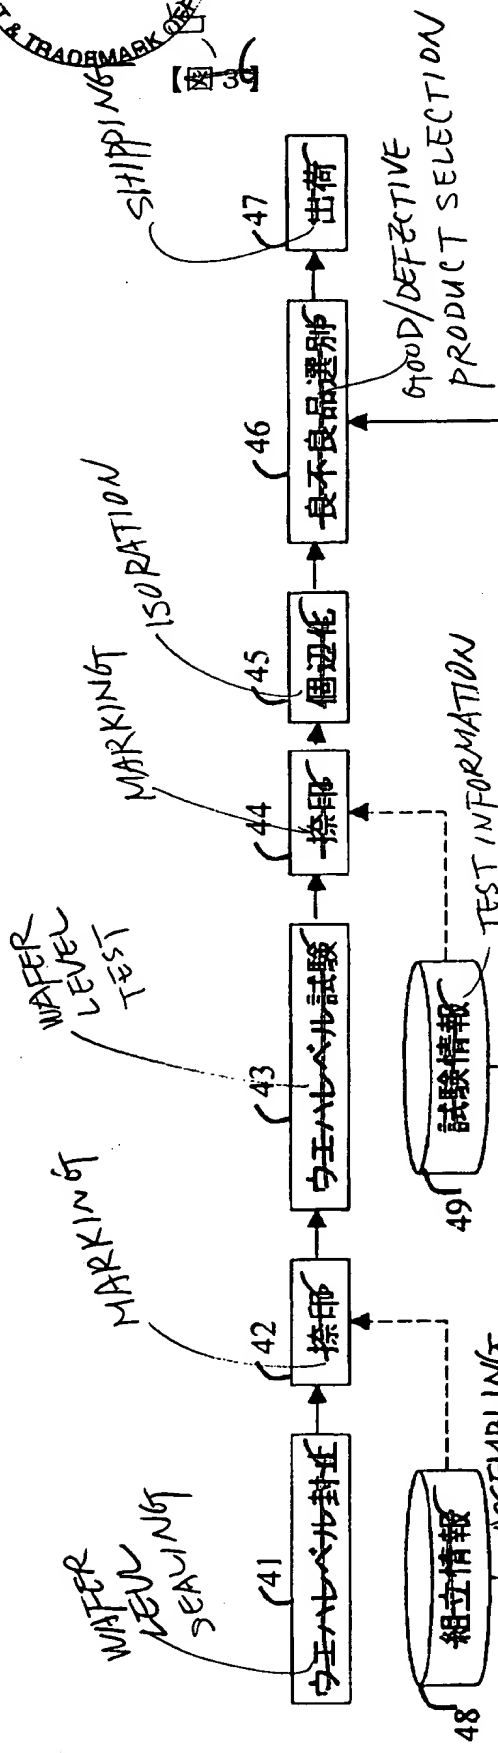 T & TRADEMARK OFF
【図3】
SHIPPING
47
出荷
GOOD/DEFECTIVE
PRODUCT SELECTION
46
良不良品選別
ISORATION
45
個辺化
MARKING
44
捺印
WAFER
LEVEL
TEST
43
ウエハレベル試験
TEST INFORMATION
試験情報
49
MARKING
42
捺印
WAFER
LEVL
SEALING
41
ウエハレベル封止
ASSEMBLING
組立情報
48